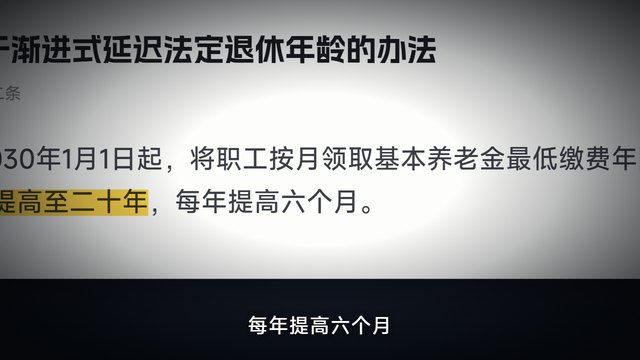 渐进式延迟法定退休年龄的办法
二条
030年1月1日起，将职工按月领取基本养老金最低缴费年
提高至二十年，每年提高六个月。
每年提高六个月